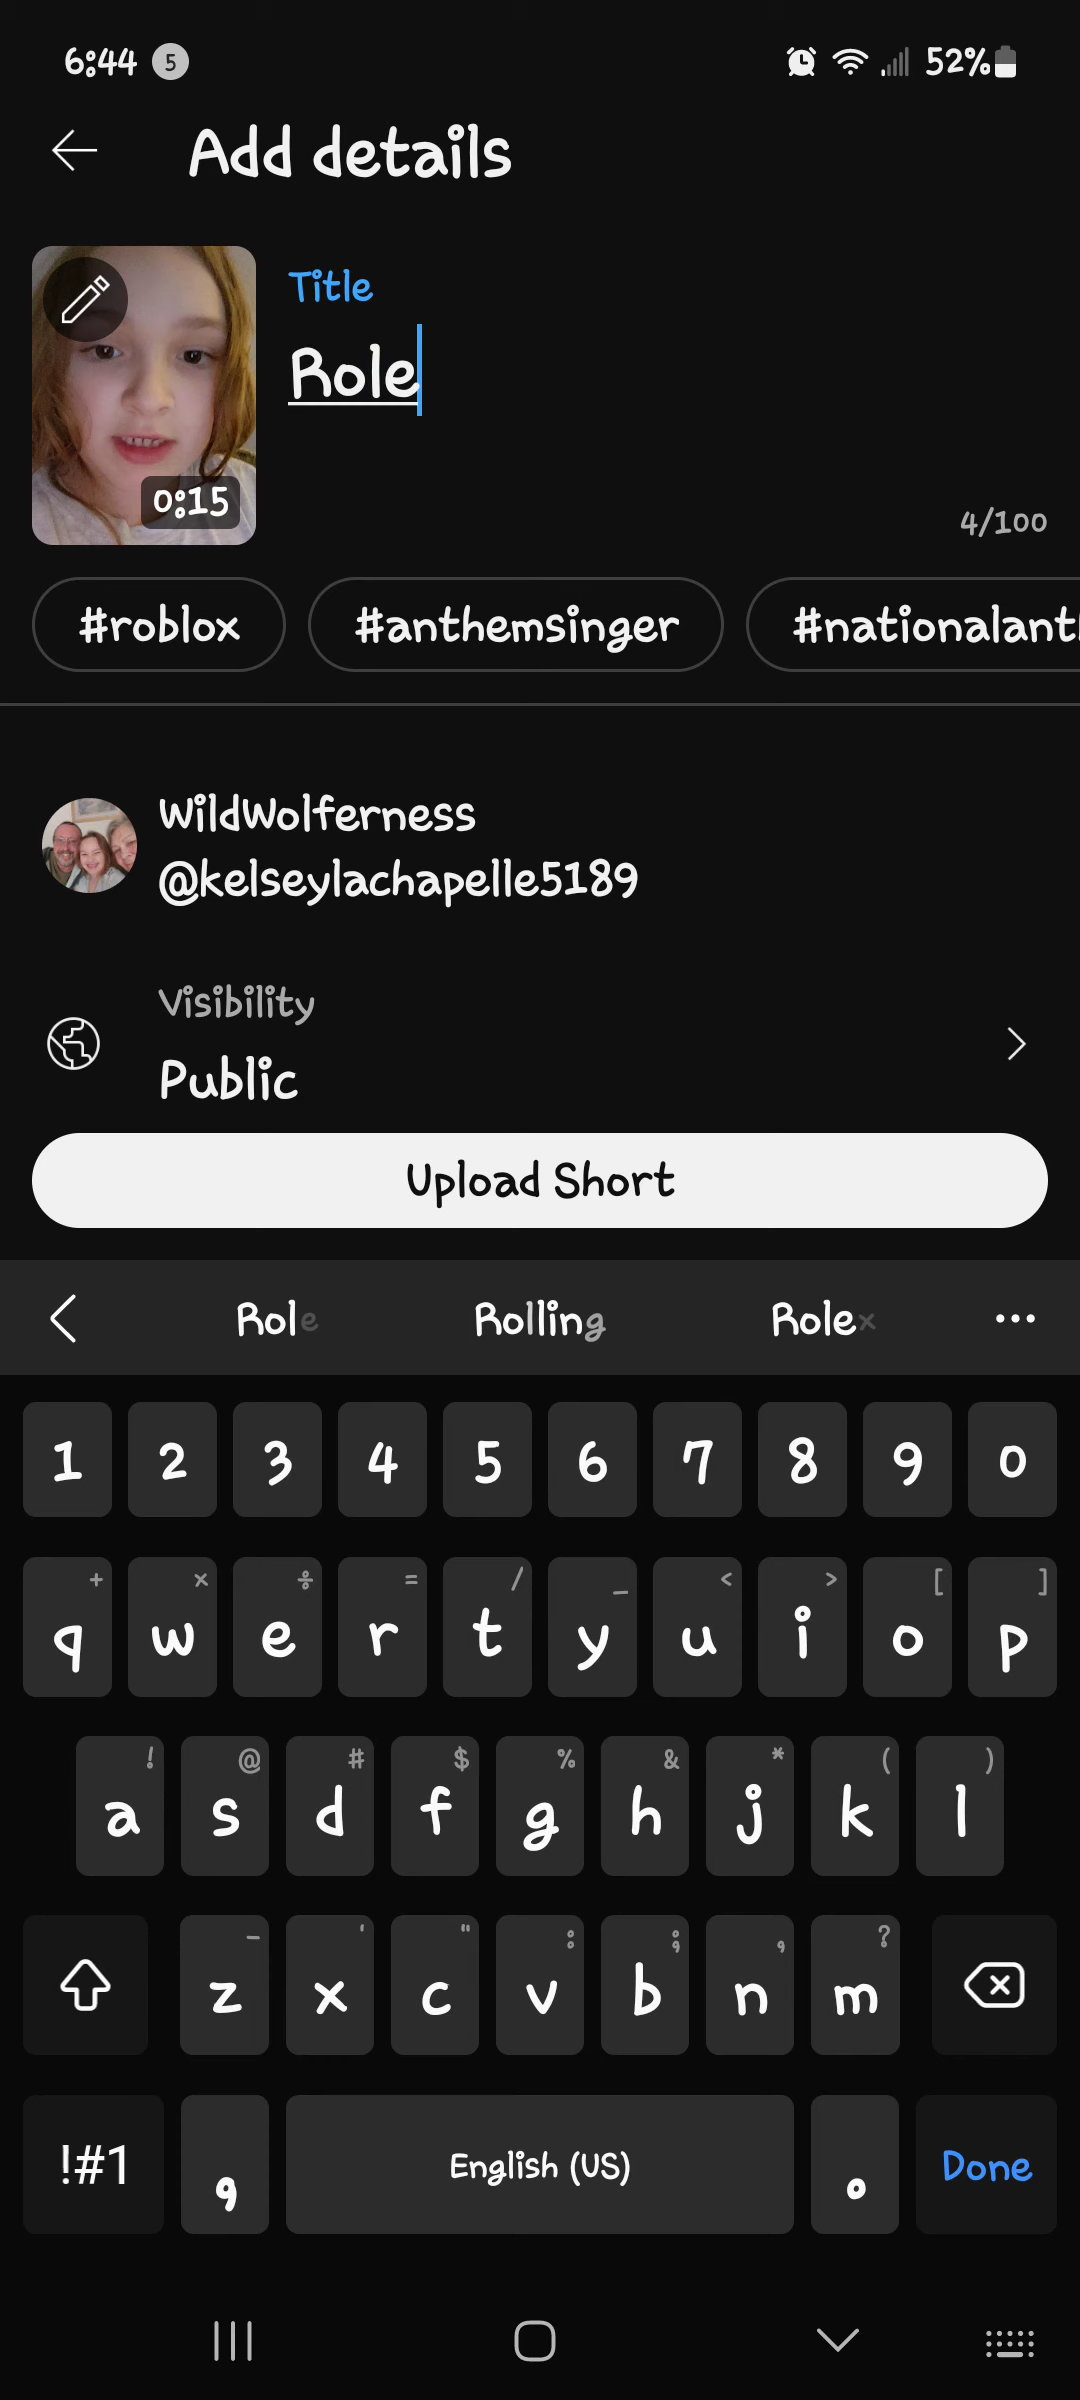 6:44 5 52%
Add details
Title
Role
0:15
4/100
#roblox #anthemsinger #nationalant
WildWolferness
@kelseylachapelle5189
Visibility
Public
Upload Short
Role Rolling Rolex ...
1 2 3 4 5 6 7 8 9 0
+ × ÷ = / _ < > [ ]
q w e r t y u i o p
! @ # $ % & * ( )
a s d f g h j k l
- ' " : ; , ?
z x c v b n m
!#1 , English (US) . Done